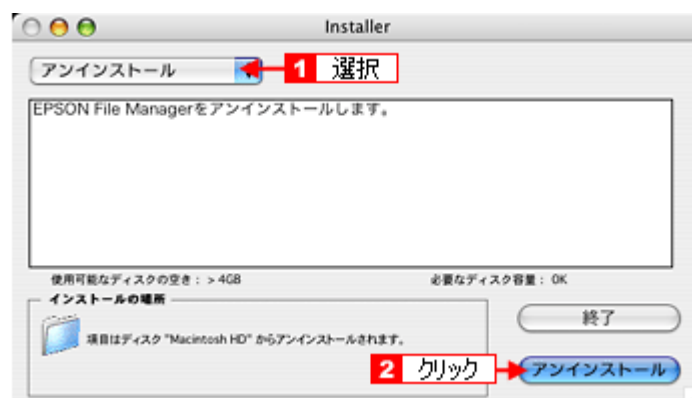 Installer
アンインストール
1 選択
EPSON File Managerをアンインストールします。
使用可能なディスクの空き： > 4GB
必要なディスク容量： OK
インストールの場所
項目はディスク "Macintosh HD" からアンインストールされます。
終了
2 クリック
アンインストール